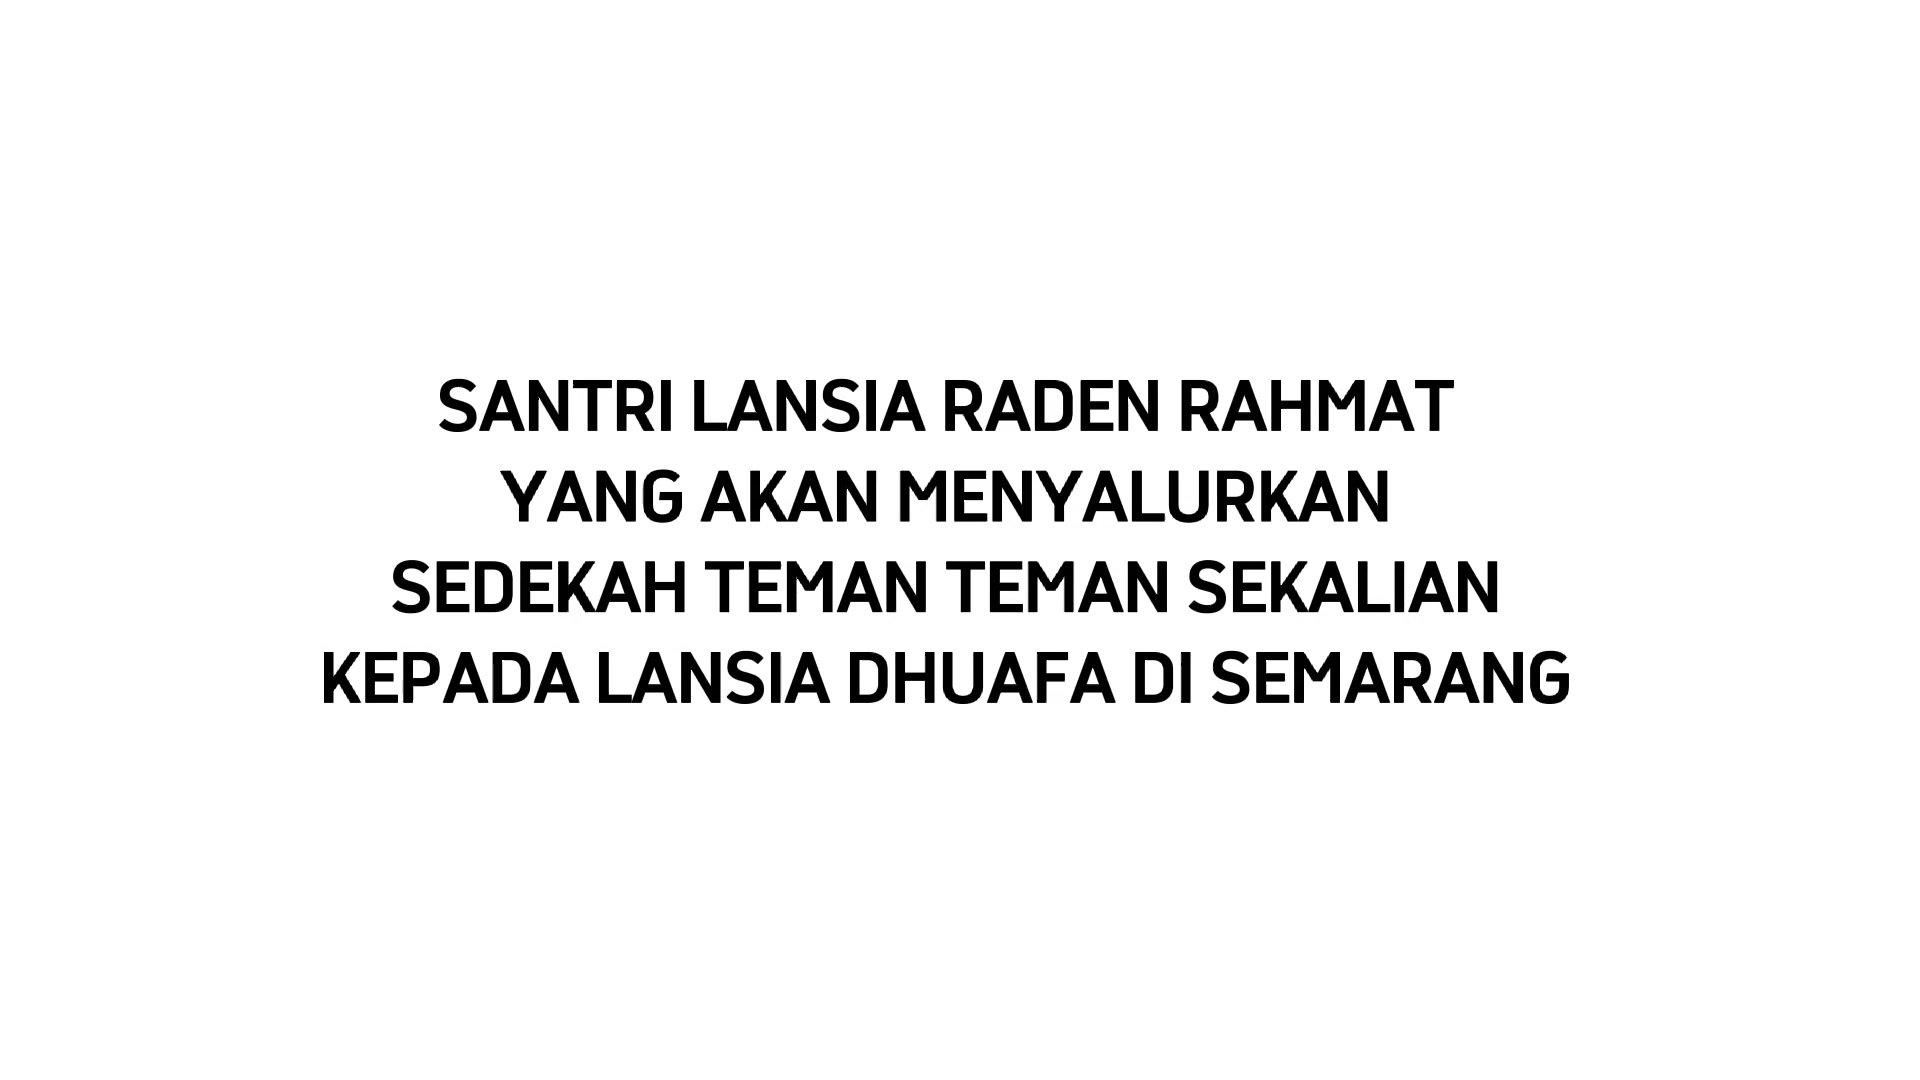 SANTRI LANSIA RADEN RAHMAT
YANG AKAN MENYALURKAN
SEDEKAH TEMAN TEMAN SEKALIAN
KEPADA LANSIA DHUAFA DI SEMARANG